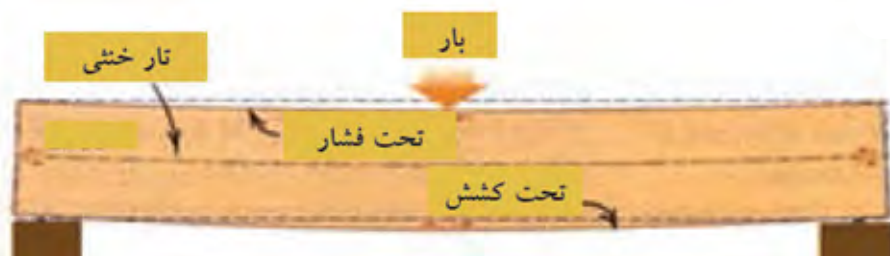 بار
تار خنثی
تحت فشار
تحت کشش